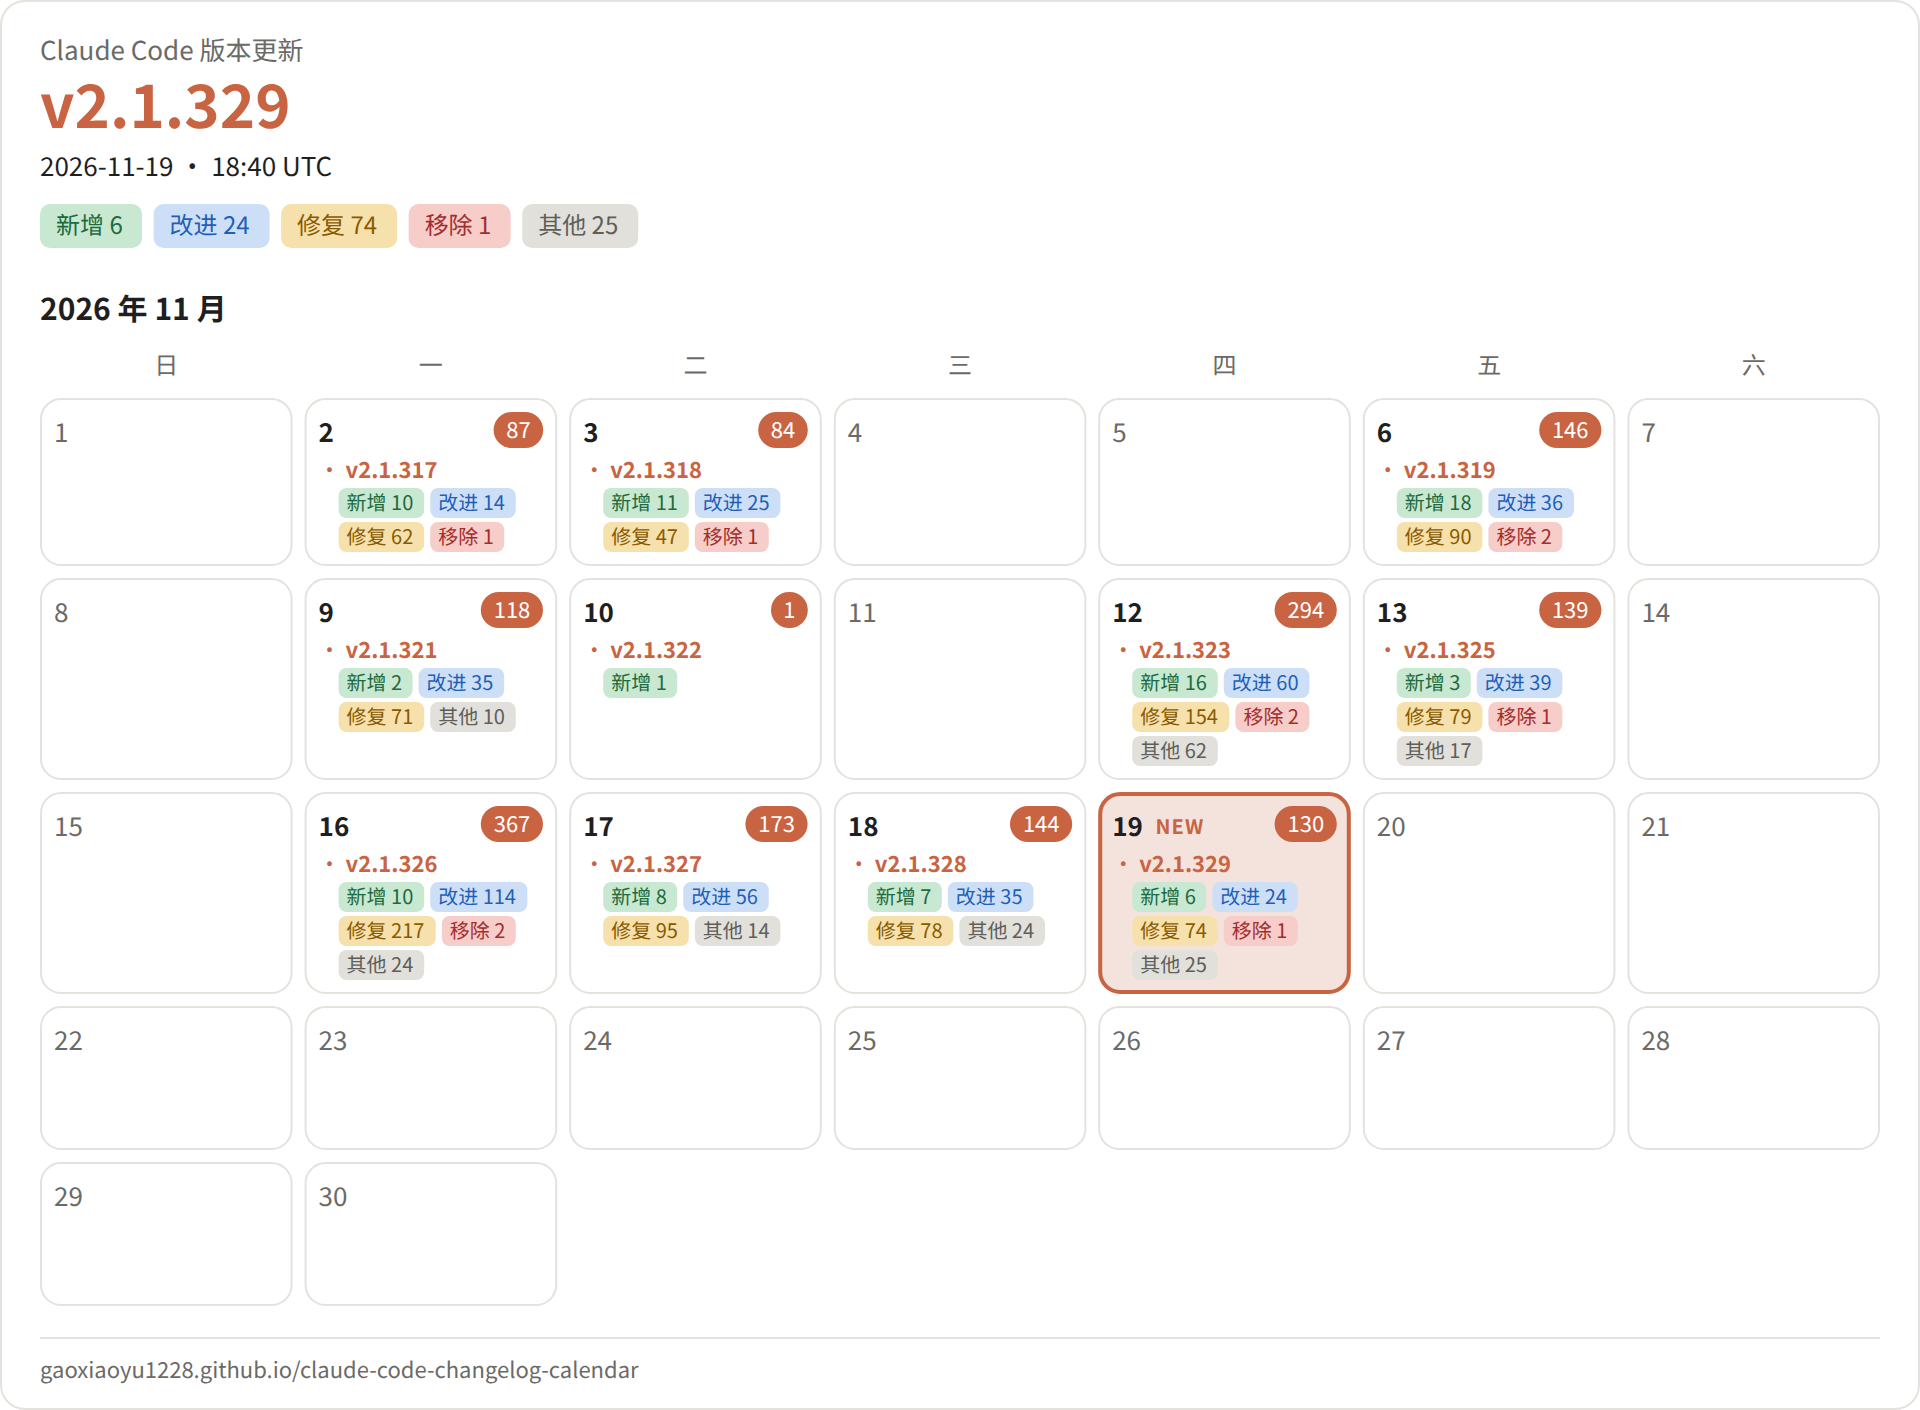 Claude Code 版本更新
v2.1.329
2026-11-19 • 18:40 UTC
新增 6 改进 24 修复 74 移除 1 其他 25
2026 年 11 月
日 一 二 三 四 五 六
1
2 87
• v2.1.317
新增 10 改进 14
修复 62 移除 1
3 84
• v2.1.318
新增 11 改进 25
修复 47 移除 1
4
5
6 146
• v2.1.319
新增 18 改进 36
修复 90 移除 2
7
8
9 118
• v2.1.321
新增 2 改进 35
修复 71 其他 10
10 1
• v2.1.322
新增 1
11
12 294
• v2.1.323
新增 16 改进 60
修复 154 移除 2
其他 62
13 139
• v2.1.325
新增 3 改进 39
修复 79 移除 1
其他 17
14
15
16 367
• v2.1.326
新增 10 改进 114
修复 217 移除 2
其他 24
17 173
• v2.1.327
新增 8 改进 56
修复 95 其他 14
18 144
• v2.1.328
新增 7 改进 35
修复 78 其他 24
19 NEW 130
• v2.1.329
新增 6 改进 24
修复 74 移除 1
其他 25
20
21
22
23
24
25
26
27
28
29
30
gaoxiaoyu1228.github.io/claude-code-changelog-calendar